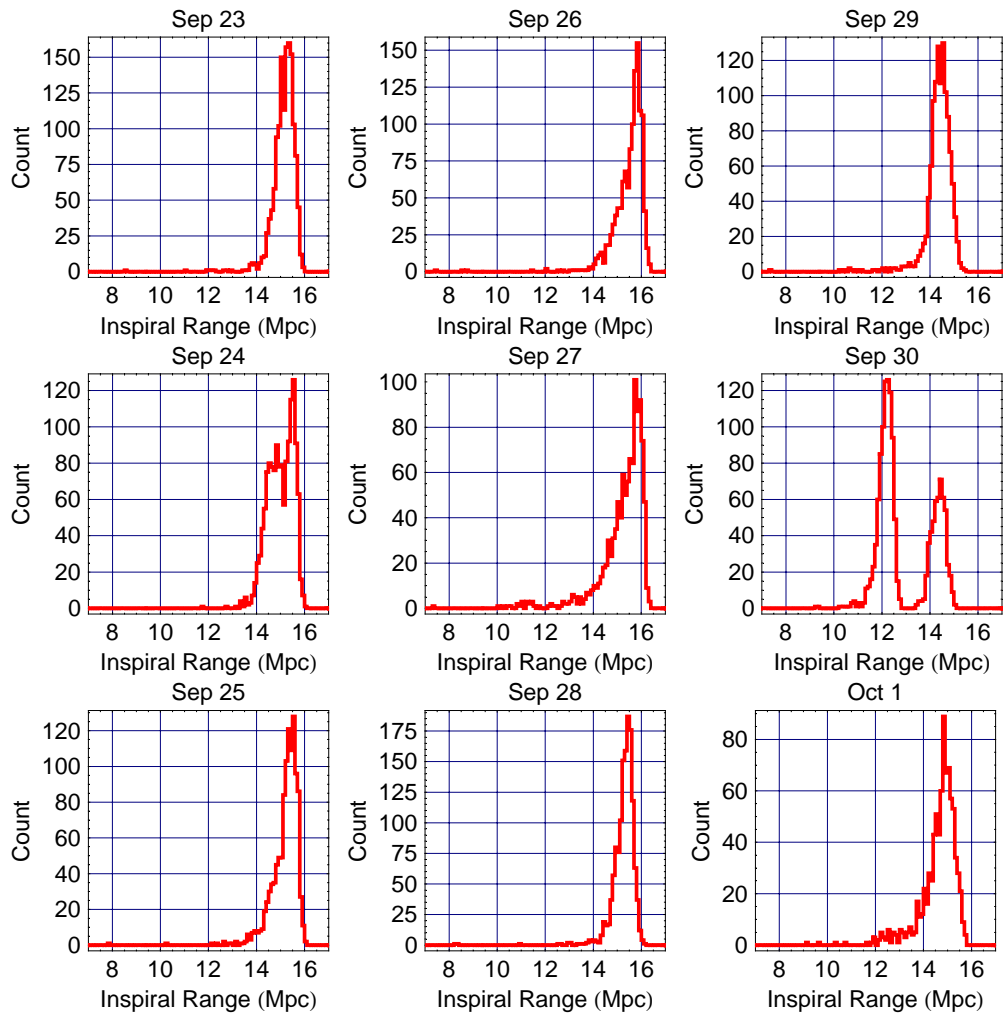 Sep 23
Count
150
125
100
75
50
25
0
8 10 12 14 16
Inspiral Range (Mpc)
Sep 26
Count
150
125
100
75
50
25
0
8 10 12 14 16
Inspiral Range (Mpc)
Sep 29
Count
120
100
80
60
40
20
0
8 10 12 14 16
Inspiral Range (Mpc)
Sep 24
Count
120
100
80
60
40
20
0
8 10 12 14 16
Inspiral Range (Mpc)
Sep 27
Count
100
80
60
40
20
0
8 10 12 14 16
Inspiral Range (Mpc)
Sep 30
Count
120
100
80
60
40
20
0
8 10 12 14 16
Inspiral Range (Mpc)
Sep 25
Count
120
100
80
60
40
20
0
8 10 12 14 16
Inspiral Range (Mpc)
Sep 28
Count
175
150
125
100
75
50
25
0
8 10 12 14 16
Inspiral Range (Mpc)
Oct 1
Count
80
60
40
20
0
8 10 12 14 16
Inspiral Range (Mpc)